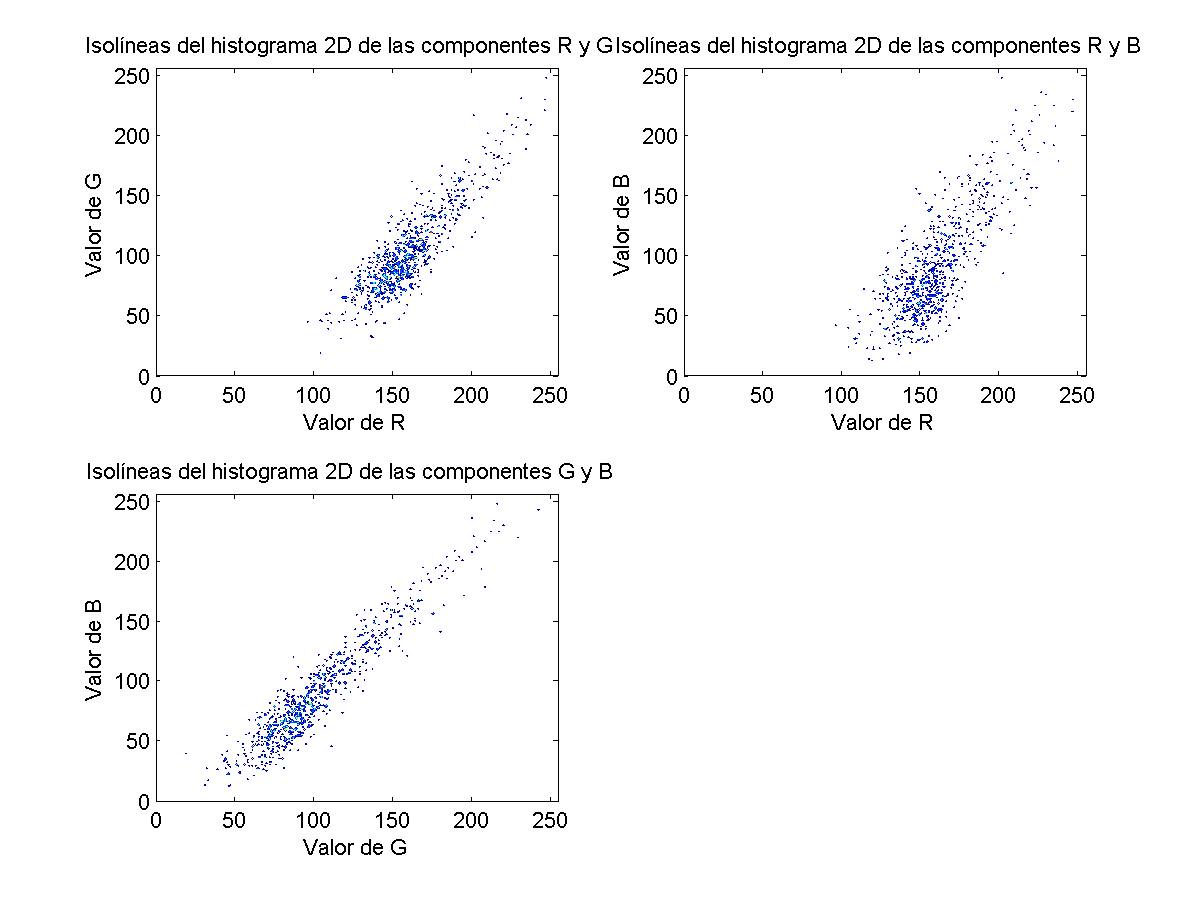 Isolíneas del histograma 2D de las componentes R y G
250
200
150
100
50
0
Valor de G
0 50 100 150 200 250
Valor de R
Isolíneas del histograma 2D de las componentes R y B
250
200
150
100
50
0
Valor de B
0 50 100 150 200 250
Valor de R
Isolíneas del histograma 2D de las componentes G y B
250
200
150
100
50
0
Valor de B
0 50 100 150 200 250
Valor de G